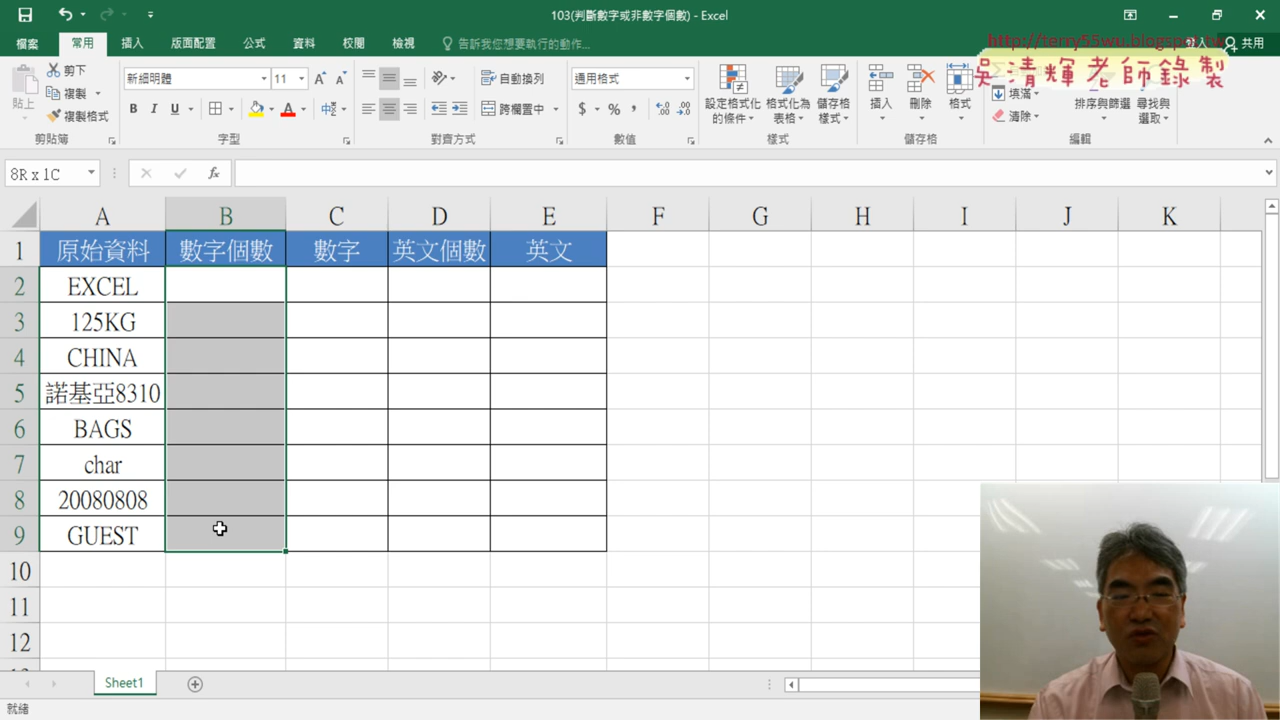 103(判斷數字或非數字個數) - Excel
檔案 常用 插入 版面配置 公式 資料 校閱 檢視 告訴我您想要執行的動作... 登入 共用
http://terry55wu.blogspot.tw
吳清輝老師錄製
貼上 剪下 複製 複製格式 剪貼簿
新細明體 11 A A B I U A 中 字型
自動換列 跨欄置中 對齊方式
通用格式 $ % , 數值
設定格式化的條件 格式化為表格 儲存格樣式 樣式
插入 刪除 格式 儲存格
填滿 清除 排序與篩選 尋找與選取 編輯
8R x 1C fx
A B C D E F G H I J K
1 原始資料 數字個數 數字 英文個數 英文
2 EXCEL
3 125KG
4 CHINA
5 諾基亞8310
6 BAGS
7 char
8 20080808
9 GUEST
10
11
12
Sheet1
就緒